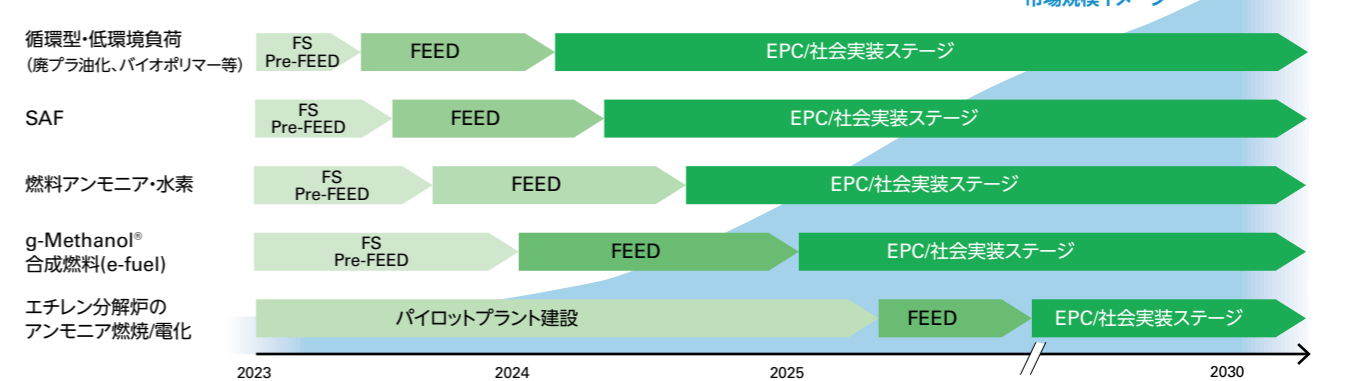 市場規模イメージ
循環型・低環境負荷
（廃プラ油化、バイオポリマー等）
FS
Pre-FEED
FEED
EPC/社会実装ステージ
SAF
FS
Pre-FEED
FEED
EPC/社会実装ステージ
燃料アンモニア・水素
FS
Pre-FEED
FEED
EPC/社会実装ステージ
g-Methanol®
合成燃料(e-fuel)
FS
Pre-FEED
FEED
EPC/社会実装ステージ
エチレン分解炉の
アンモニア燃焼/電化
パイロットプラント建設
FEED
EPC/社会実装ステージ
2023 2024 2025 2030